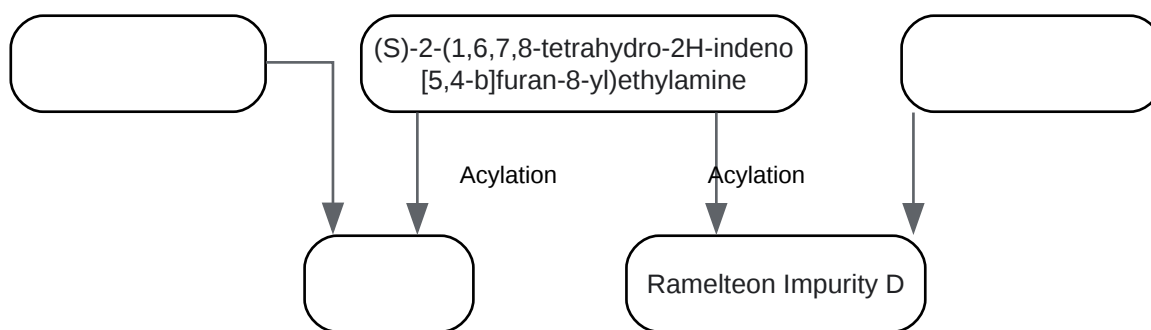 (S)-2-(1,6,7,8-tetrahydro-2H-indeno
[5,4-b]furan-8-yl)ethylamine
Acylation
Acylation
Ramelteon Impurity D